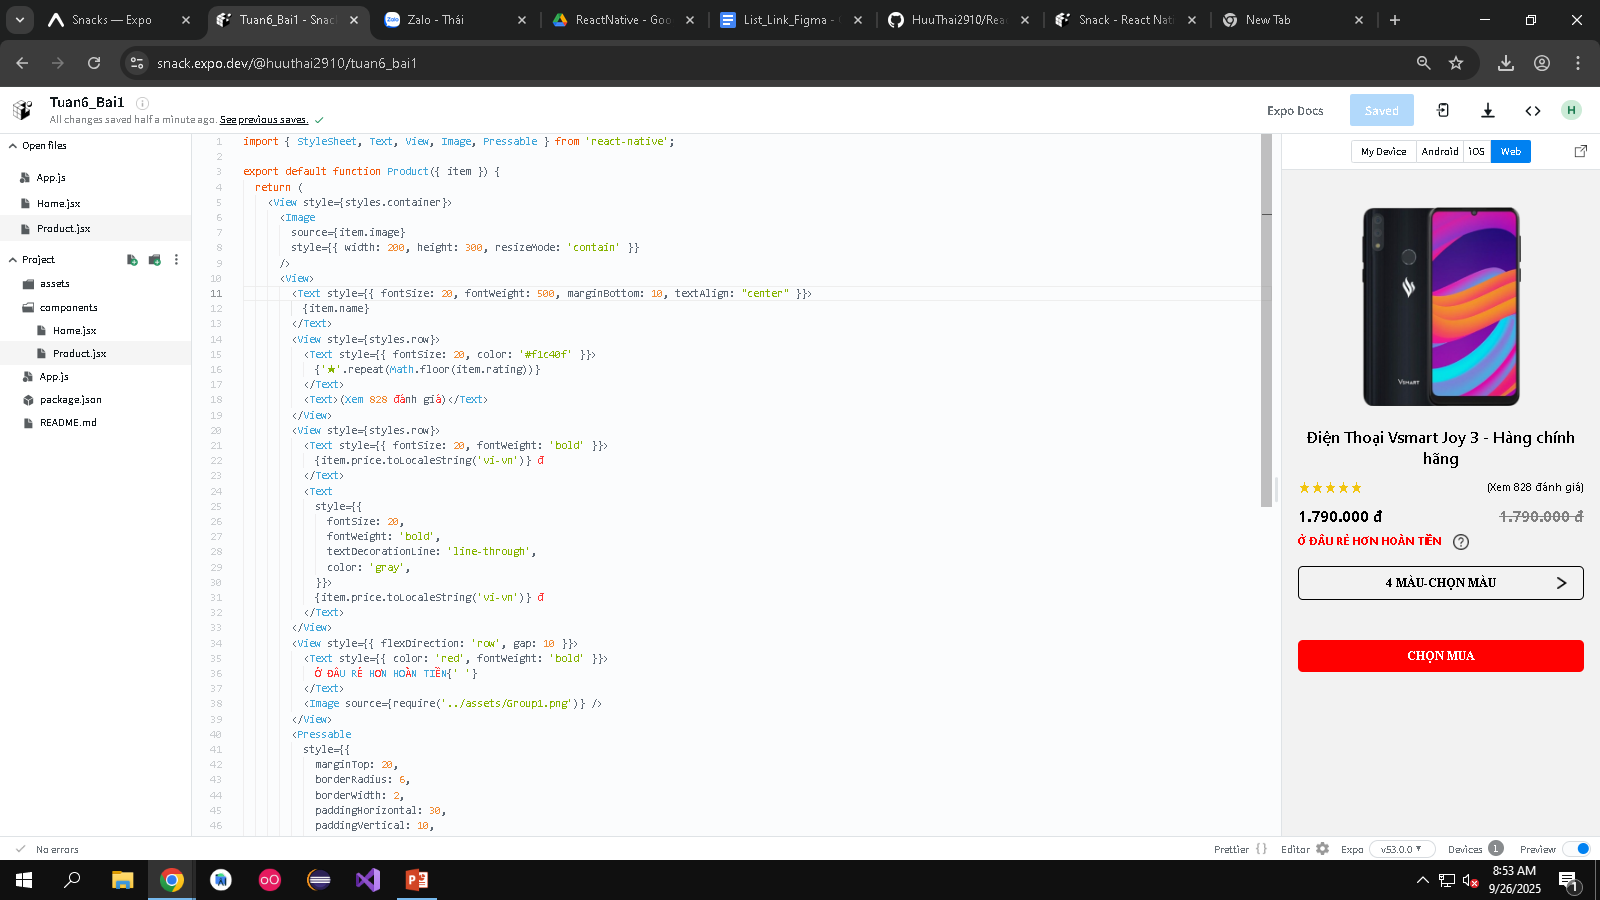 Snacks — Expo
Tuan6_Bai1 - Snac
Zalo - Thái
ReactNative - Goo
List_Link_Figma - 
HuuThai2910/Rea
Snack - React Nati
New Tab
snack.expo.dev/@huuthai2910/tuan6_bai1
Tuan6_Bai1
All changes saved half a minute ago. See previous saves.
Expo Docs
Saved
H
Open files
App.js
Home.jsx
Product.jsx
Project
assets
components
Home.jsx
Product.jsx
App.js
package.json
README.md
1 import { StyleSheet, Text, View, Image, Pressable } from 'react-native';
2
3 export default function Product({ item }) {
4 return (
5 <View style={styles.container}>
6 <Image
7 source={item.image}
8 style={{ width: 200, height: 300, resizeMode: 'contain' }}
9 />
10 <View>
11 <Text style={{ fontSize: 20, fontWeight: 500, marginBottom: 10, textAlign: "center" }}>
12 {item.name}
13 </Text>
14 <View style={styles.row}>
15 <Text style={{ fontSize: 20, color: '#f1c40f' }}>
16 {'★'.repeat(Math.floor(item.rating))}
17 </Text>
18 <Text>(Xem 828 đánh giá)</Text>
19 </View>
20 <View style={styles.row}>
21 <Text style={{ fontSize: 20, fontWeight: 'bold' }}>
22 {item.price.toLocaleString('vi-vn')} đ
23 </Text>
24 <Text
25 style={{
26 fontSize: 20,
27 fontWeight: 'bold',
28 textDecorationLine: 'line-through',
29 color: 'gray',
30 }}>
31 {item.price.toLocaleString('vi-vn')} đ
32 </Text>
33 </View>
34 <View style={{ flexDirection: 'row', gap: 10 }}>
35 <Text style={{ color: 'red', fontWeight: 'bold' }}>
36 Ở ĐÂU RẺ HƠN HOÀN TIỀN{' '}
37 </Text>
38 <Image source={require('../assets/Group1.png')} />
39 </View>
40 <Pressable
41 style={{
42 marginTop: 20,
43 borderRadius: 6,
44 borderWidth: 2,
45 paddingHorizontal: 30,
46 paddingVertical: 10,
My Device
Android
iOS
Web
VSMART
Điện Thoại Vsmart Joy 3 - Hàng chính
hãng
★★★★★ (Xem 828 đánh giá)
1.790.000 đ 1.790.000 đ
Ở ĐÂU RẺ HƠN HOÀN TIỀN ?
4 MÀU-CHỌN MÀU
CHỌN MUA
No errors
Prettier {}
Editor
Expo
v53.0.0
Devices 1
Preview
8:53 AM
9/26/2025
1